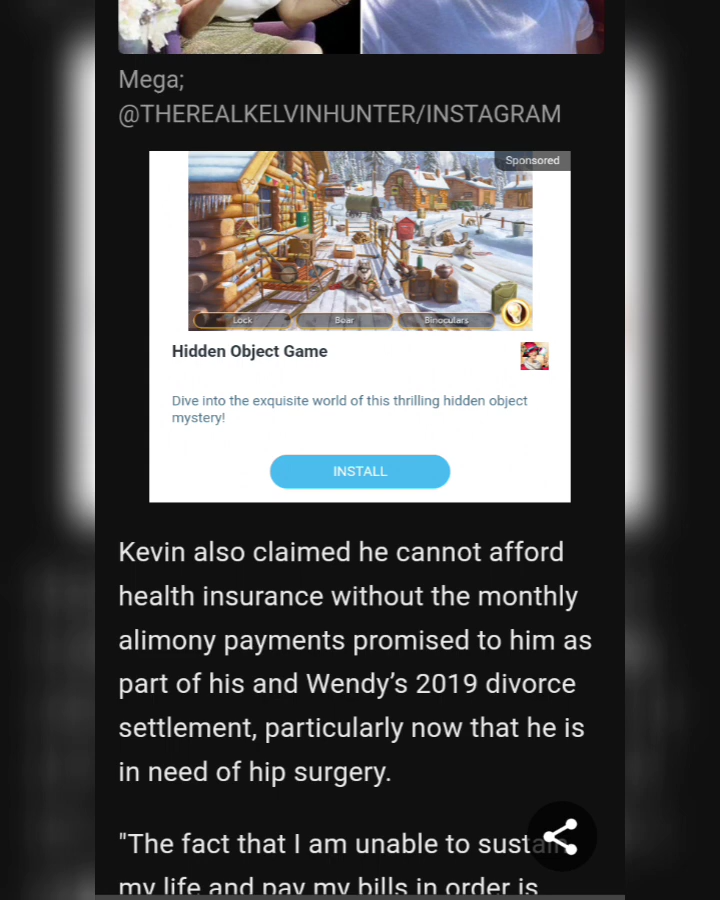 Mega;
@THEREALKELVINHUNTER/INSTAGRAM
Sponsored
Lock
Bear
Binoculars
Hidden Object Game
Dive into the exquisite world of this thrilling hidden object
mystery!
INSTALL
Kevin also claimed he cannot afford
health insurance without the monthly
alimony payments promised to him as
part of his and Wendy’s 2019 divorce
settlement, particularly now that he is
in need of hip surgery.
"The fact that I am unable to sustain
my life and pay my bills in order is